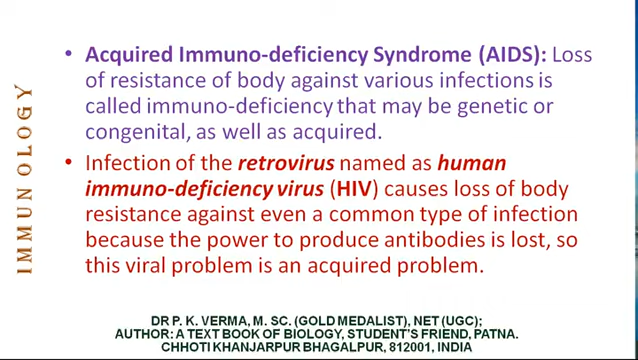 IMMUNOLOGY
• Acquired Immuno-deficiency Syndrome (AIDS): Loss
of resistance of body against various infections is
called immuno-deficiency that may be genetic or
congenital, as well as acquired.
• Infection of the retrovirus named as human
immuno-deficiency virus (HIV) causes loss of body
resistance against even a common type of infection
because the power to produce antibodies is lost, so
this viral problem is an acquired problem.
DR P. K. VERMA, M. SC. (GOLD MEDALIST), NET (UGC);
AUTHOR: A TEXT BOOK OF BIOLOGY, STUDENT'S FRIEND, PATNA.
CHHOTI KHANJARPUR BHAGALPUR, 812001, INDIA